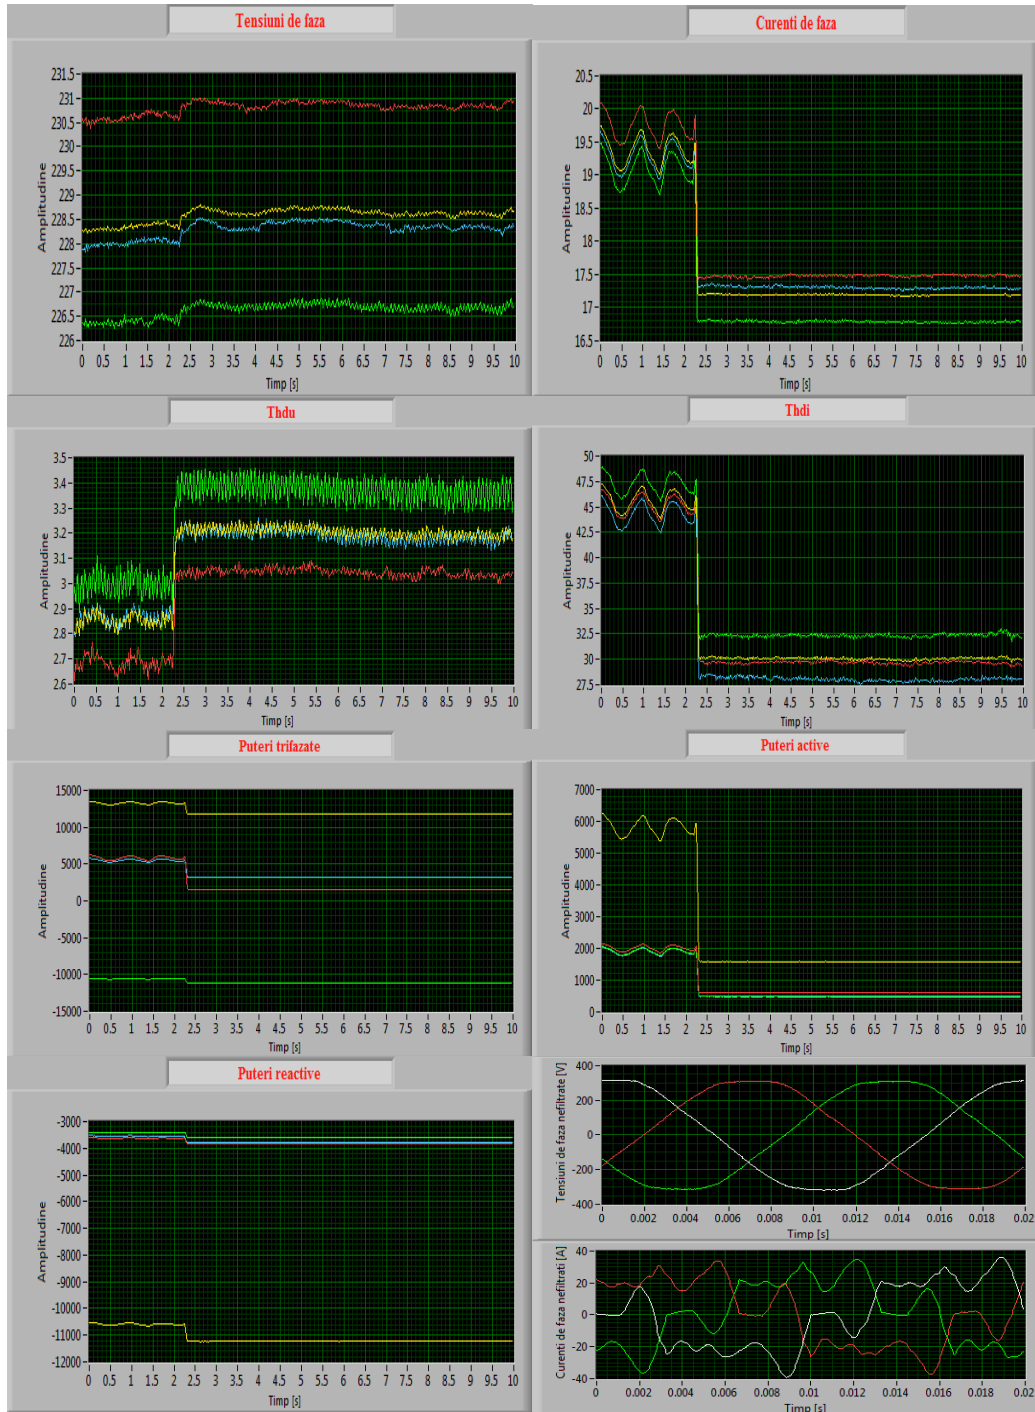 Tensiuni de faza
Amplitudine
231.5
231
230.5
230
229.5
229
228.5
228
227.5
227
226.5
226
0 0.5 1 1.5 2 2.5 3 3.5 4 4.5 5 5.5 6 6.5 7 7.5 8 8.5 9 9.5 10
Timp [s]
Curenti de faza
Amplitudine
20.5
20
19.5
19
18.5
18
17.5
17
16.5
0 0.5 1 1.5 2 2.5 3 3.5 4 4.5 5 5.5 6 6.5 7 7.5 8 8.5 9 9.5 10
Timp [s]
Thdu
Amplitudine
3.5
3.4
3.3
3.2
3.1
3
2.9
2.8
2.7
2.6
0 0.5 1 1.5 2 2.5 3 3.5 4 4.5 5 5.5 6 6.5 7 7.5 8 8.5 9 9.5 10
Timp [s]
Thdi
Amplitudine
50
47.5
45
42.5
40
37.5
35
32.5
30
27.5
0 0.5 1 1.5 2 2.5 3 3.5 4 4.5 5 5.5 6 6.5 7 7.5 8 8.5 9 9.5 10
Timp [s]
Puteri trifazate
Amplitudine
15000
10000
5000
0
-5000
-10000
-15000
0 0.5 1 1.5 2 2.5 3 3.5 4 4.5 5 5.5 6 6.5 7 7.5 8 8.5 9 9.5 10
Timp [s]
Puteri active
Amplitudine
7000
6000
5000
4000
3000
2000
1000
0
0 0.5 1 1.5 2 2.5 3 3.5 4 4.5 5 5.5 6 6.5 7 7.5 8 8.5 9 9.5 10
Timp [s]
Puteri reactive
Amplitudine
-3000
-4000
-5000
-6000
-7000
-8000
-9000
-10000
-11000
-12000
0 0.5 1 1.5 2 2.5 3 3.5 4 4.5 5 5.5 6 6.5 7 7.5 8 8.5 9 9.5 10
Timp [s]
Tensiuni de faza nefiltrate [V]
400
200
0
-200
-400
0 0.002 0.004 0.006 0.008 0.01 0.012 0.014 0.016 0.018 0.02
Timp [s]
Curenti de faza nefiltrati [A]
40
20
0
-20
-40
0 0.002 0.004 0.006 0.008 0.01 0.012 0.014 0.016 0.018 0.02
Timp [s]